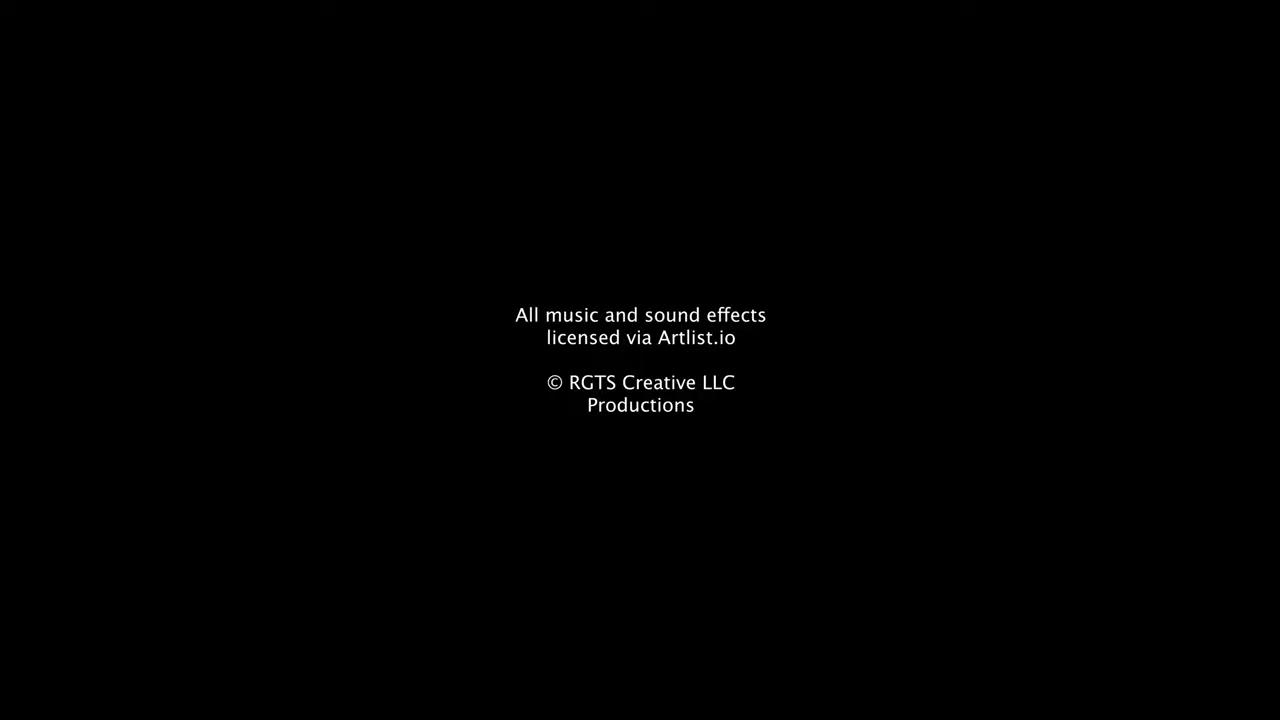 All music and sound effects
licensed via Artlist.io
© RGTS Creative LLC
Productions